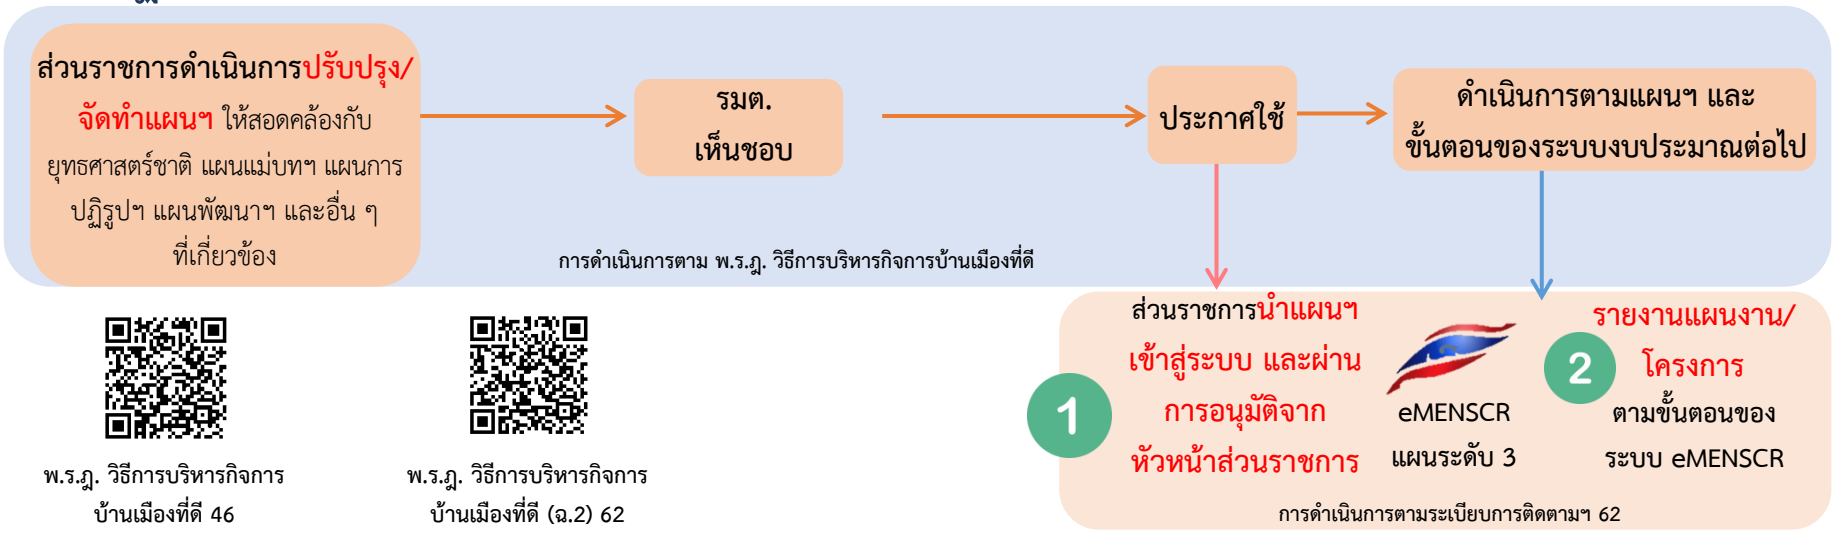 ส่วนราชการดำเนินการปรับปรุง/
จัดทำแผนฯ ให้สอดคล้องกับ
ยุทธศาสตร์ชาติ แผนแม่บทฯ แผนการ
ปฏิรูปฯ แผนพัฒนาฯ และอื่น ๆ
ที่เกี่ยวข้อง
รมต.
เห็นชอบ
ประกาศใช้
ดำเนินการตามแผนฯ และ
ขั้นตอนของระบบงบประมาณต่อไป
การดำเนินการตาม พ.ร.ฎ. วิธีการบริหารกิจการบ้านเมืองที่ดี
พ.ร.ฎ. วิธีการบริหารกิจการ
บ้านเมืองที่ดี 46
พ.ร.ฎ. วิธีการบริหารกิจการ
บ้านเมืองที่ดี (ฉ.2) 62
1
ส่วนราชการนำแผนฯ
เข้าสู่ระบบ และผ่าน
การอนุมัติจาก
หัวหน้าส่วนราชการ
eMENSCR
แผนระดับ 3
2
รายงานแผนงาน/
โครงการ
ตามขั้นตอนของ
ระบบ eMENSCR
การดำเนินการตามระเบียบการติดตามฯ 62